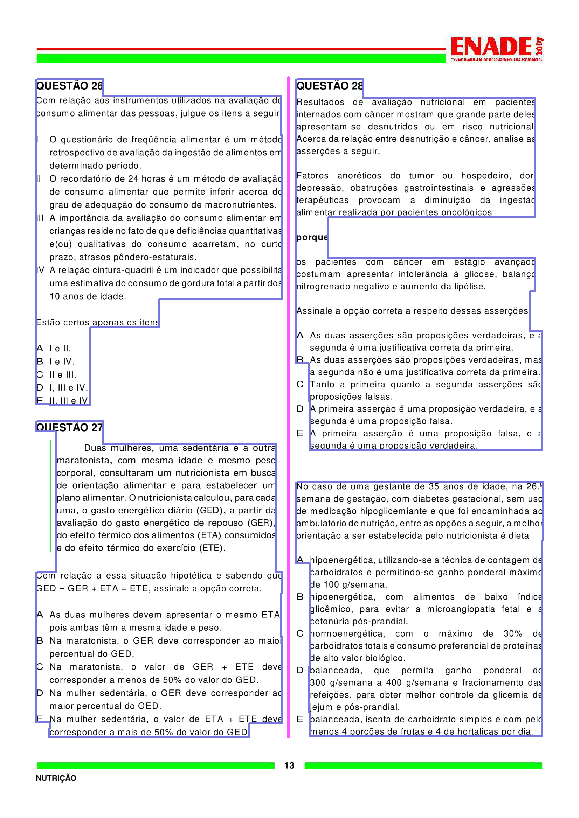 ENADE 2007
EXAME NACIONAL DE DESEMPENHO DOS ESTUDANTES
QUESTÃO 26
Com relação aos instrumentos utilizados na avaliação do
consumo alimentar das pessoas, julgue os itens a seguir.
I O questionário de freqüência alimentar é um método
retrospectivo de avaliação da ingestão de alimentos em
determinado período.
II O recordatório de 24 horas é um método de avaliação
do consumo alimentar que permite inferir acerca do
grau de adequação do consumo de macronutrientes.
III A importância da avaliação do consumo alimentar em
crianças reside no fato de que deficiências quantitativas
e(ou) qualitativas do consumo acarretam, no curto
prazo, atrasos pôndero-estaturais.
IV A relação cintura-quadril é um indicador que possibilita
uma estimativa do consumo de gordura total a partir dos
10 anos de idade.
Estão certos apenas os itens
A I e II.
B I e IV.
C II e III.
D I, III e IV.
E II, III e IV.
QUESTÃO 27
Duas mulheres, uma sedentária e a outra
maratonista, com mesma idade e mesmo peso
corporal, consultaram um nutricionista em busca
de orientação alimentar e para estabelecer um
plano alimentar. O nutricionista calculou, para cada
uma, o gasto energético diário (GED), a partir da
avaliação do gasto energético de repouso (GER),
do efeito térmico dos alimentos (ETA) consumidos
e do efeito térmico do exercício (ETE).
Com relação a essa situação hipotética e sabendo que
GED = GER + ETA + ETE, assinale a opção correta.
A As duas mulheres devem apresentar o mesmo ETA,
pois ambas têm a mesma idade e peso.
B Na maratonista, o GER deve corresponder ao maior
percentual do GED.
C Na maratonista, o valor de GER + ETE deve
corresponder a menos de 50% do valor do GED.
D Na mulher sedentária, o GER deve corresponder ao
maior percentual do GED.
E Na mulher sedentária, o valor de ETA + ETE deve
corresponder a mais de 50% do valor do GED.
QUESTÃO 28
Resultados de avaliação nutricional em pacientes
internados com câncer mostram que grande parte deles
apresentam-se desnutridos ou em risco nutricional.
Acerca da relação entre desnutrição e câncer, analise as
asserções a seguir.
Fatores anoréticos do tumor ou hospedeiro, dor,
depressão, obstruções gastrointestinais e agressões
terapêuticas provocam a diminuição da ingestão
alimentar realizada por pacientes oncológicos
porque
os pacientes com câncer em estágio avançado
costumam apresentar intolerância à glicose, balanço
nitrogenado negativo e aumento da lipólise.
Assinale a opção correta a respeito dessas asserções.
A As duas asserções são proposições verdadeiras, e a
segunda é uma justificativa correta da primeira.
B As duas asserções são proposições verdadeiras, mas
a segunda não é uma justificativa correta da primeira.
C Tanto a primeira quanto a segunda asserções são
proposições falsas.
D A primeira asserção é uma proposição verdadeira, e a
segunda é uma proposição falsa.
E A primeira asserção é uma proposição falsa, e a
segunda é uma proposição verdadeira.
No caso de uma gestante de 35 anos de idade, na 26.ª
semana de gestação, com diabetes gestacional, sem uso
de medicação hipoglicemiante e que foi encaminhada ao
ambulatório de nutrição, entre as opções a seguir, a melhor
orientação a ser estabelecida pelo nutricionista é dieta
A hipoenergética, utilizando-se a técnica de contagem de
carboidratos e permitindo-se ganho ponderal máximo
de 100 g/semana.
B hipoenergética, com alimentos de baixo índice
glicêmico, para evitar a microangiopatia fetal e a
cetonúria pós-prandial.
C normoenergética, com o máximo de 30% de
carboidratos totais e consumo preferencial de proteínas
de alto valor biológico.
D balanceada, que permita ganho ponderal de
300 g/semana a 400 g/semana e fracionamento das
refeições, para obter melhor controle da glicemia de
jejum e pós-prandial.
E balanceada, isenta de carboidrato simples e com pelo
menos 4 porções de frutas e 4 de hortaliças por dia.
13
NUTRIÇÃO